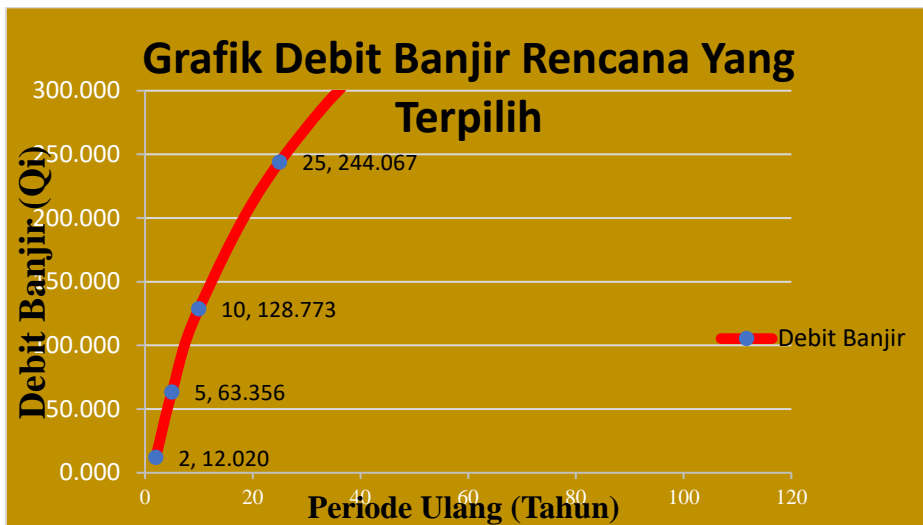 Grafik Debit Banjir Rencana Yang
Terpilih
300.000
250.000
200.000
150.000
100.000
50.000
0.000
Debit Banjir (Qi)
25, 244.067
10, 128.773
5, 63.356
2, 12.020
Debit Banjir
0 20 40 60 80 100 120
Periode Ulang (Tahun)